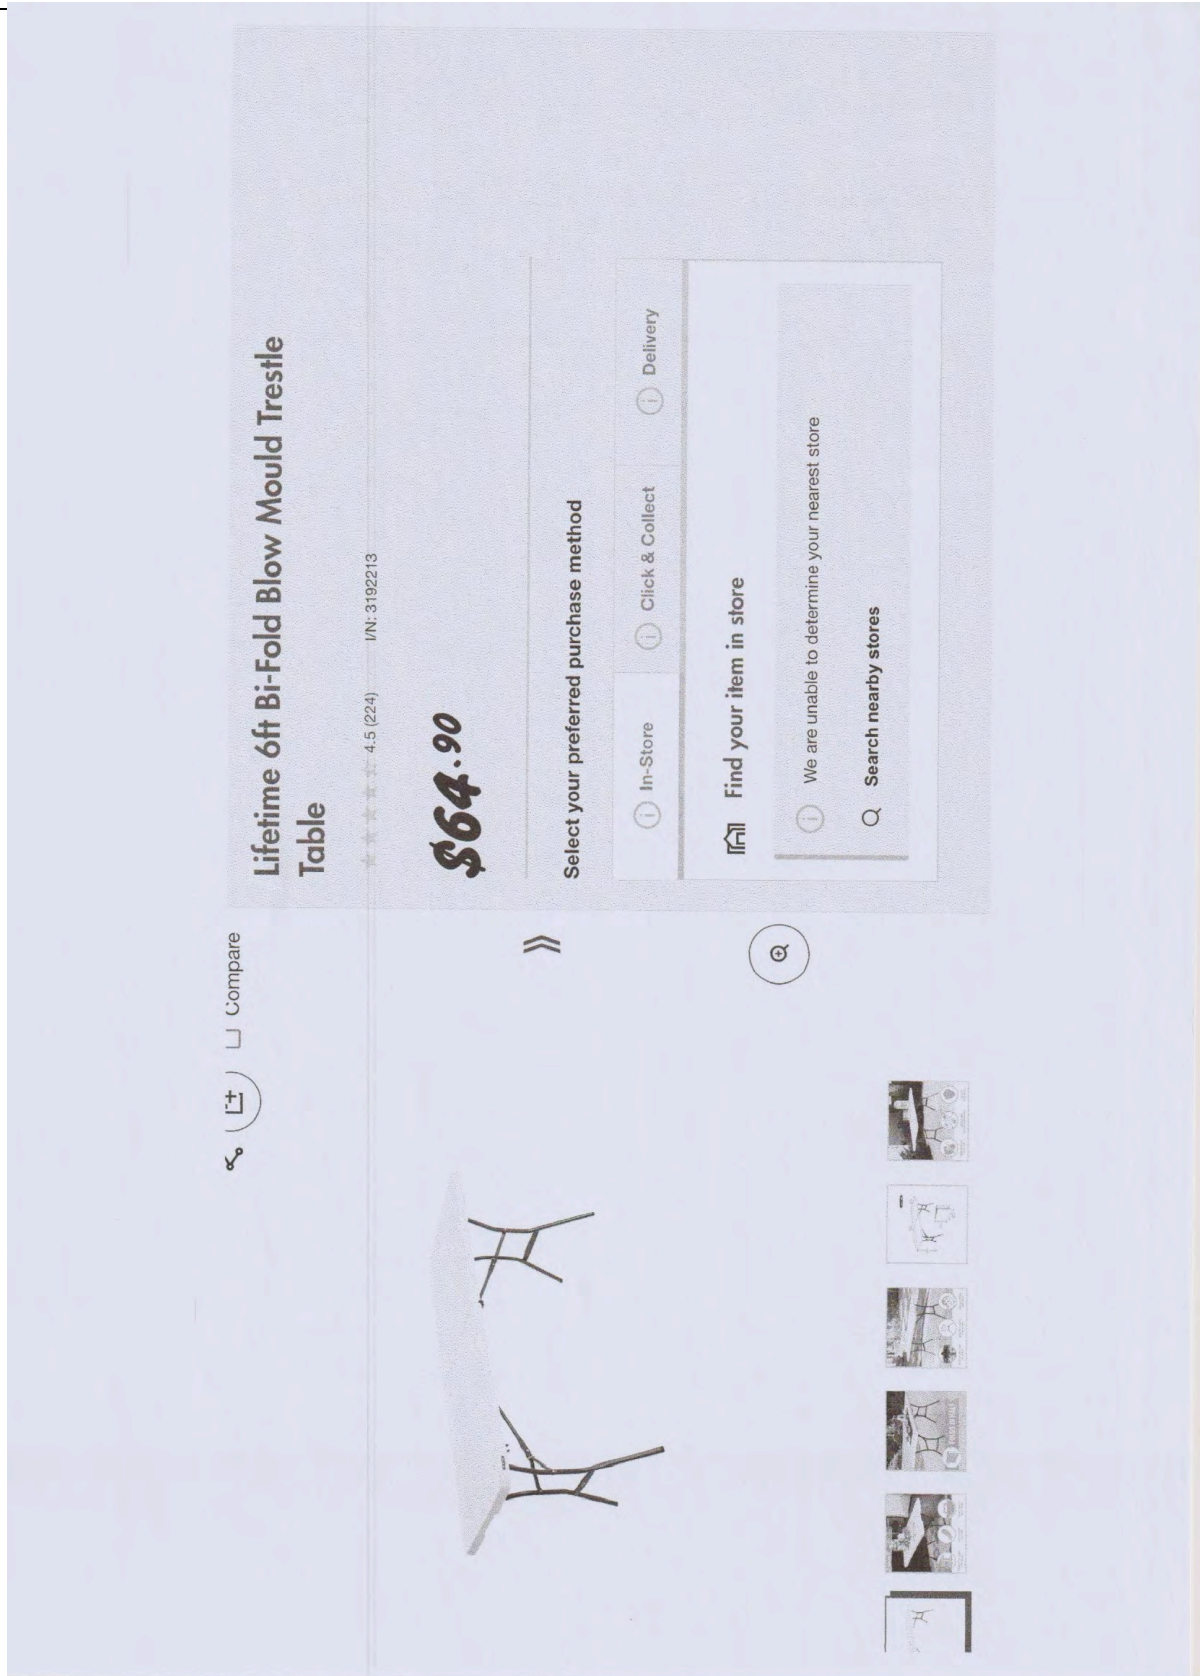 Compare
Lifetime 6ft Bi-Fold Blow Mould Trestle
Table
4.5 (224) I/N: 3192213
$64.90
Select your preferred purchase method
In-Store
Click & Collect
Delivery
Find your item in store
We are unable to determine your nearest store
Search nearby stores